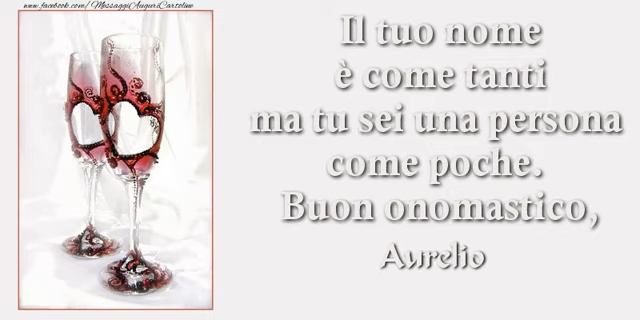 www.facebook.com/MessaggiAuguriCartoline
Il tuo nome
è come tanti
ma tu sei una persona
come poche.
Buon onomastico,
Aurelio